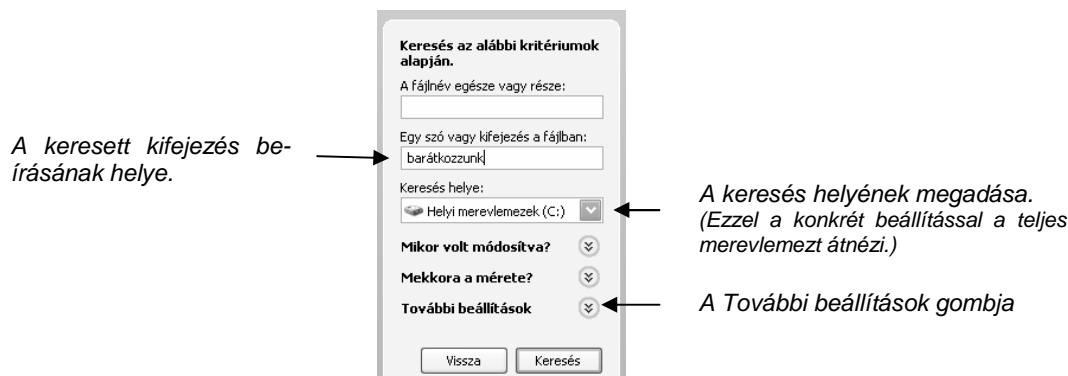 Keresés az alábbi kritériumok
alapján.
A fájlnév egésze vagy része:
Egy szó vagy kifejezés a fájlban:
barátkozzunk
A keresett kifejezés be-
írásának helye.
Keresés helye:
Helyi merevlemezek (C:)
A keresés helyének megadása.
(Ezzel a konkrét beállítással a teljes
merevlemezt átnézi.)
Mikor volt módosítva?
Mekkora a mérete?
További beállítások
A További beállítások gombja
Vissza
Keresés